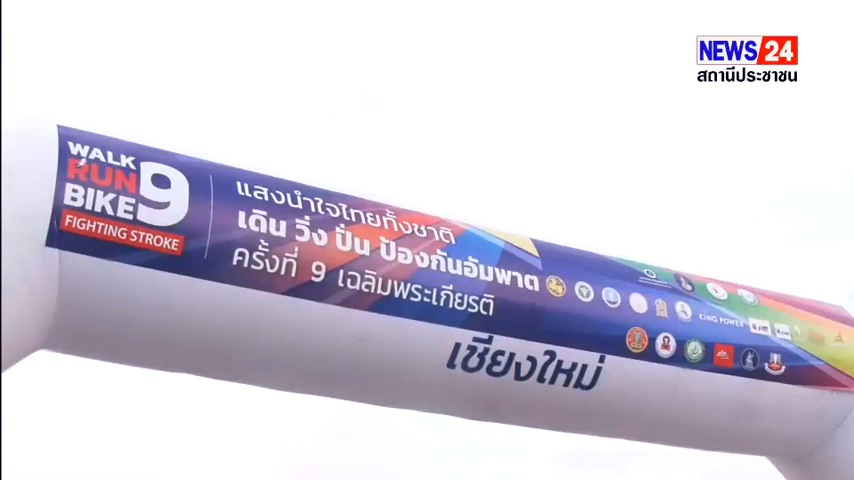 NEWS 24
สถานีประชาชน
WALK
RUN
BIKE
9
FIGHTING STROKE
แสงนำใจไทยทั้งชาติ
เดิน วิ่ง ปั่น ป้องกันอัมพาต
ครั้งที่ 9 เฉลิมพระเกียรติ
KING POWER
เชียงใหม่